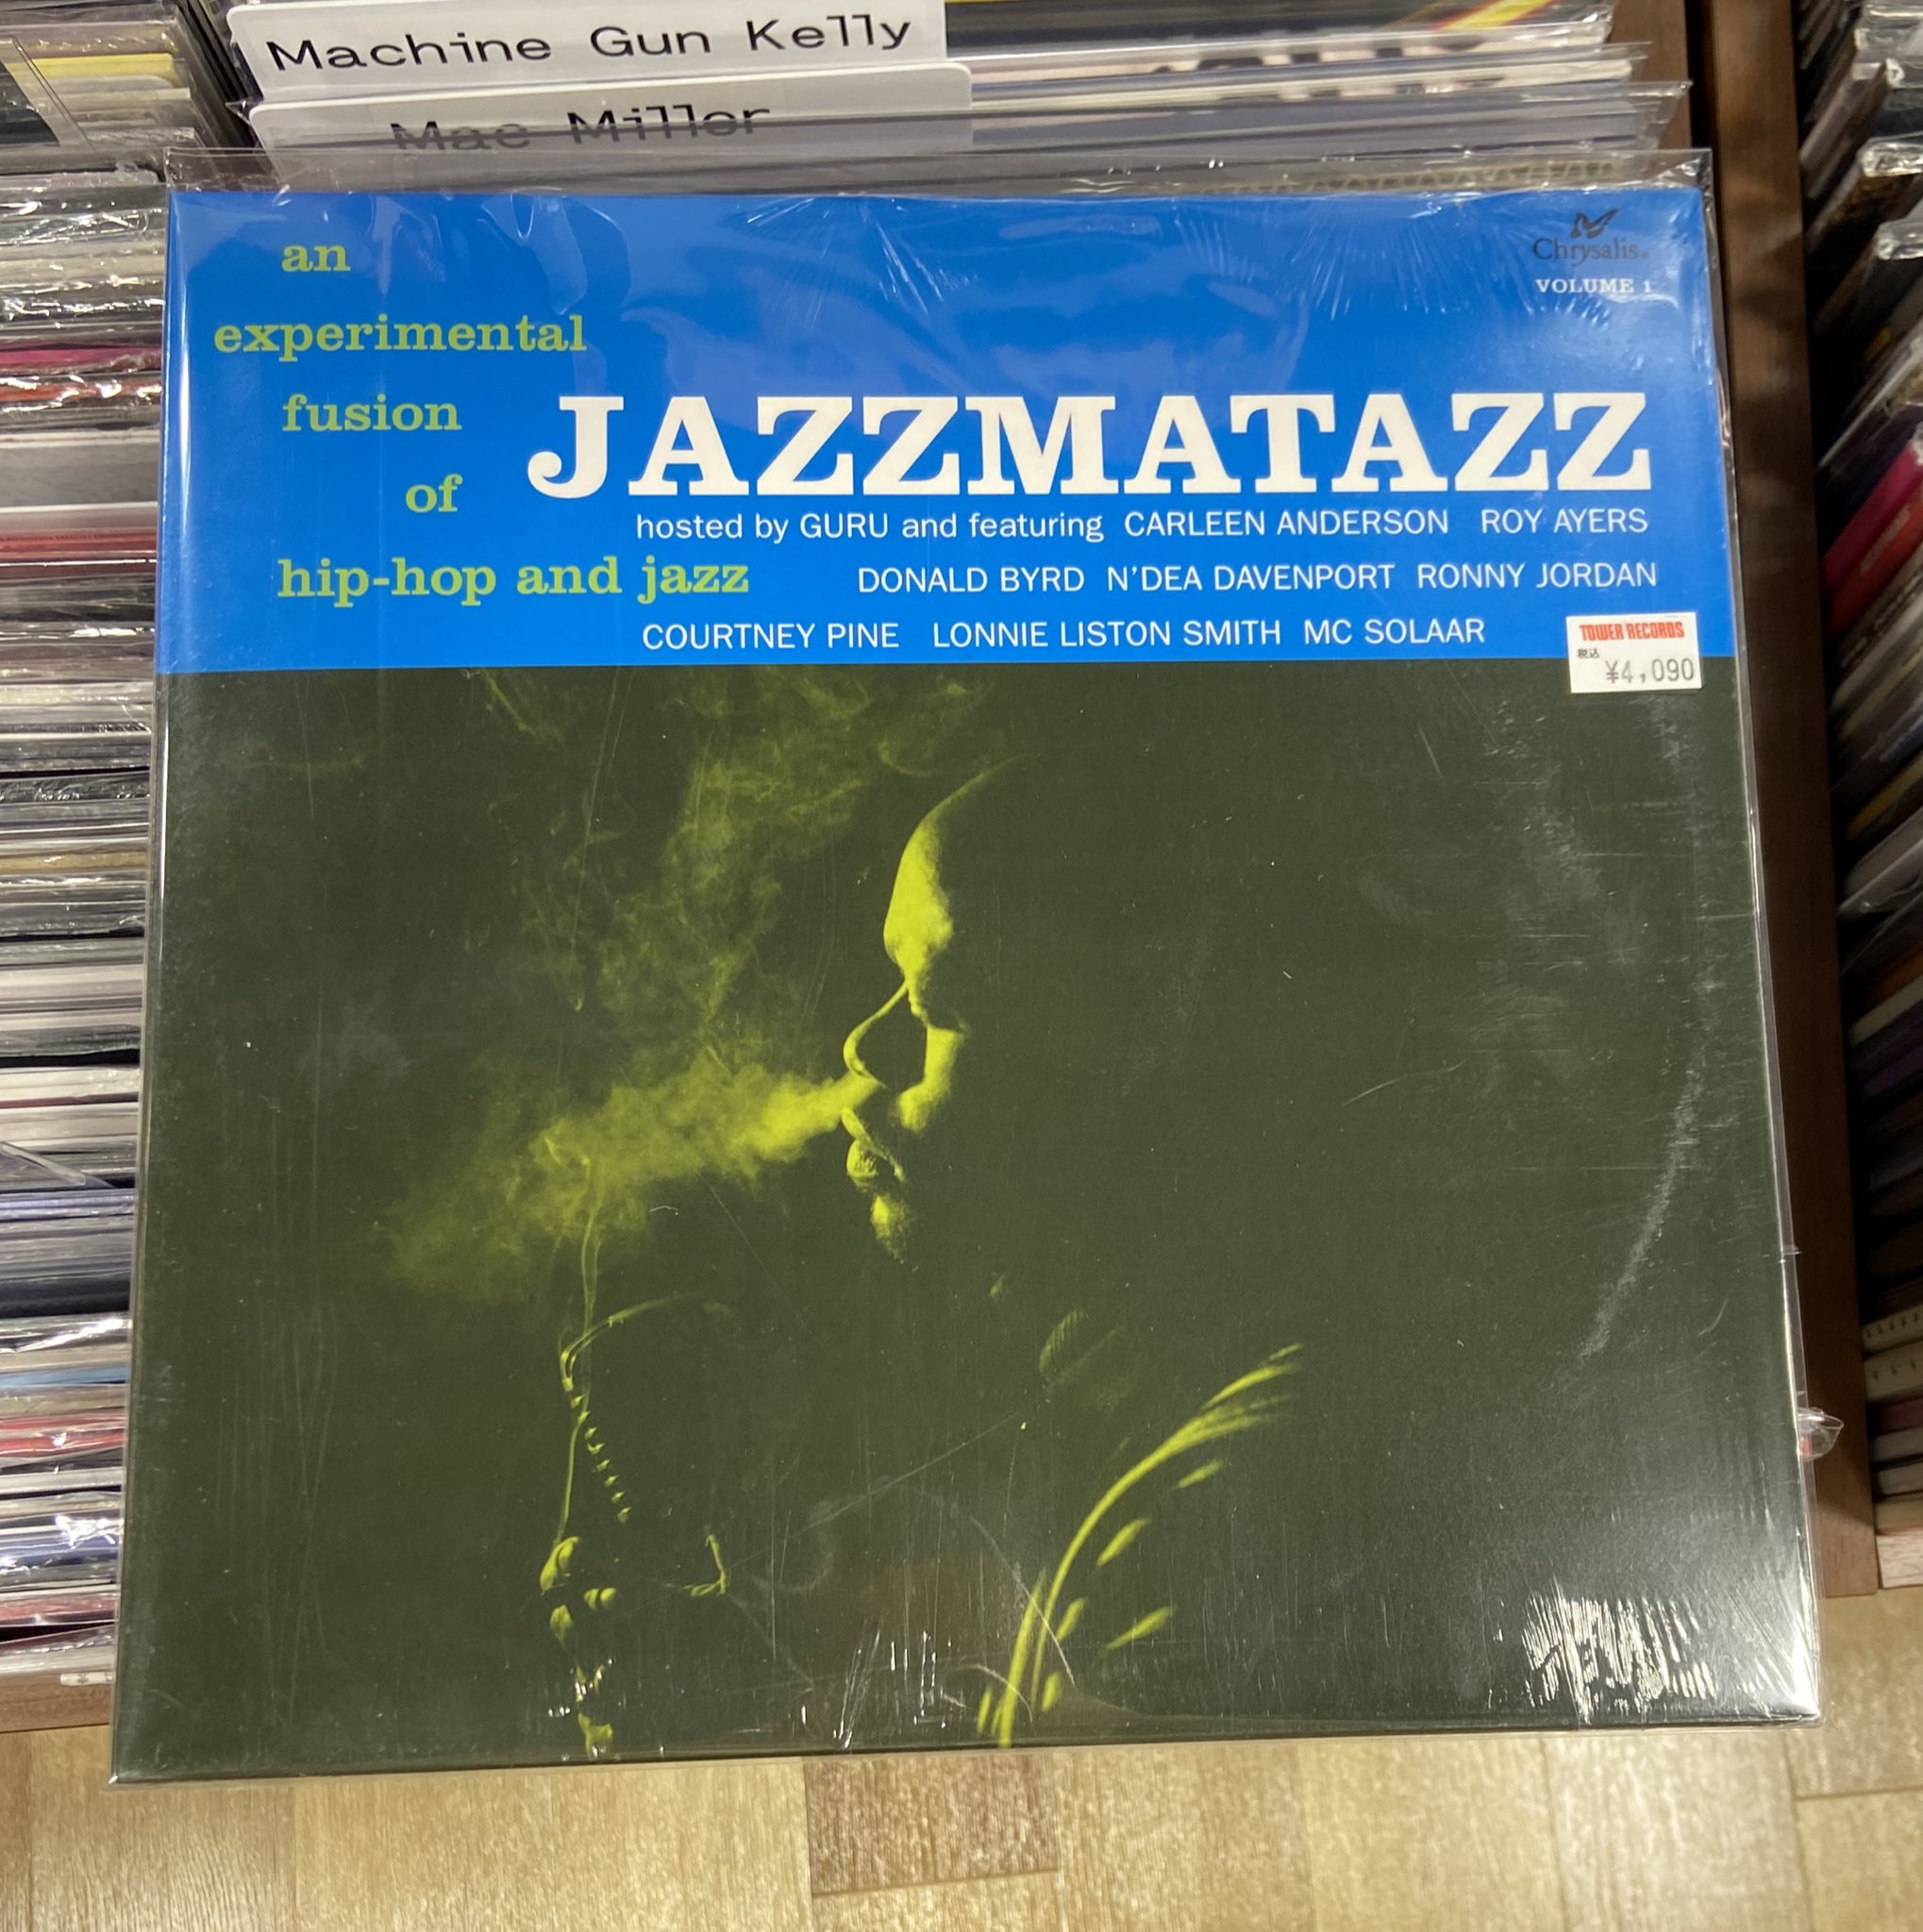 Machine Gun Kelly
Mac Miller
an
experimental
fusion
of
hip-hop and jazz
Chrysalis.
VOLUME 1
JAZZMATAZZ
hosted by GURU and featuring CARLEEN ANDERSON ROY AYERS
DONALD BYRD N'DEA DAVENPORT RONNY JORDAN
COURTNEY PINE LONNIE LISTON SMITH MC SOLAAR
TOWER RECORDS
税込
¥4,090